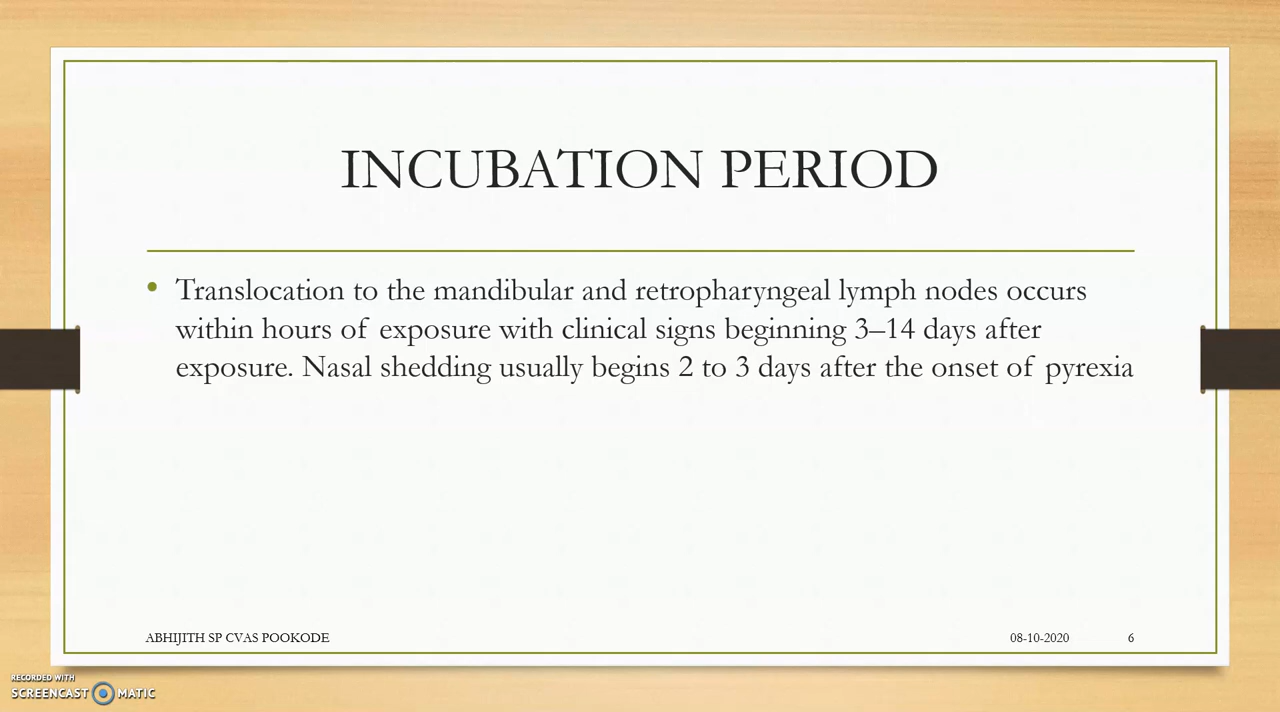 INCUBATION PERIOD
• Translocation to the mandibular and retropharyngeal lymph nodes occurs
within hours of exposure with clinical signs beginning 3–14 days after
exposure. Nasal shedding usually begins 2 to 3 days after the onset of pyrexia
ABHIJITH SP CVAS POOKODE 08-10-2020 6
RECORDED WITH
SCREENCAST MATIC